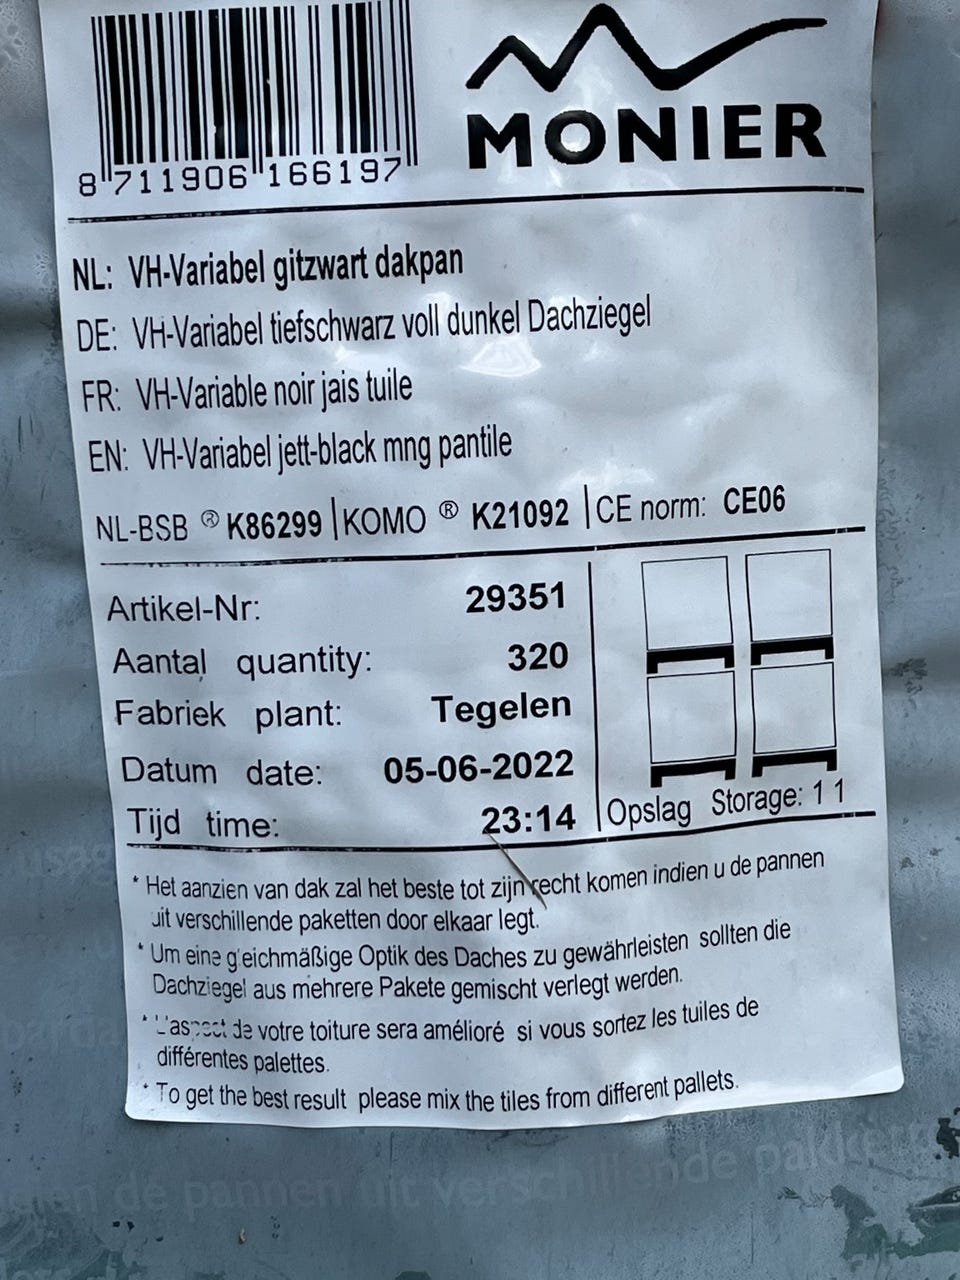 8 711906 166197
MONIER
NL: VH-Variabel gitzwart dakpan
DE: VH-Variabel tiefschwarz voll dunkel Dachziegel
FR: VH-Variable noir jais tuile
EN: VH-Variabel jett-black mng pantile
NL-BSB ® K86299 | KOMO ® K21092 | CE norm: CE06
Artikel-Nr: 29351
Aantal quantity: 320
Fabriek plant: Tegelen
Datum date: 05-06-2022
Tijd time: 23:14
Opslag Storage: 1 1
* Het aanzien van dak zal het beste tot zijn recht komen indien u de pannen
uit verschillende paketten door elkaar legt.
* Um eine gleichmäßige Optik des Daches zu gewährleisten sollten die
Dachziegel aus mehrere Pakete gemischt verlegt werden.
* L'aspect de votre toiture sera amélioré si vous sortez les tuiles de
différentes palettes.
* To get the best result please mix the tiles from different pallets.
de pannen uit verschillende pakketten